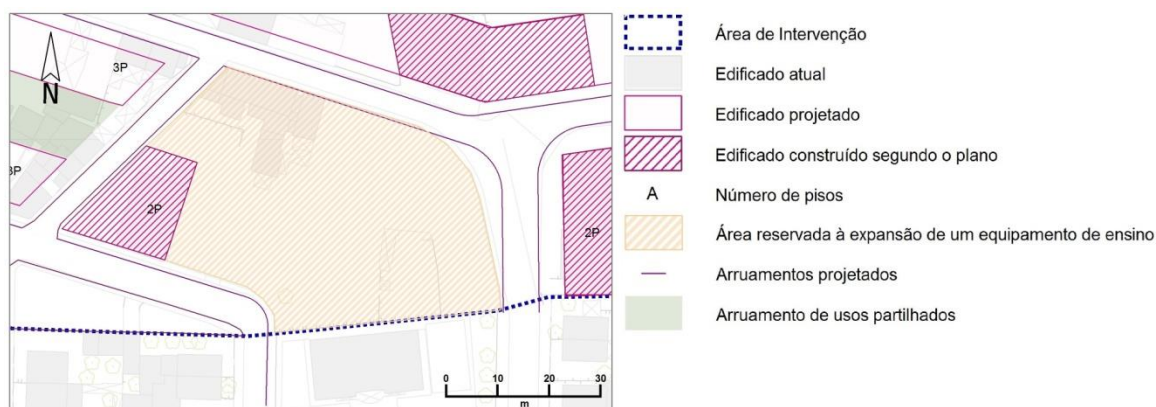 3P
N
3P
2P
2P
0 10 20 30
m
Área de Intervenção
Edificado atual
Edificado projetado
Edificado construído segundo o plano
A Número de pisos
Área reservada à expansão de um equipamento de ensino
Arruamentos projetados
Arruamento de usos partilhados